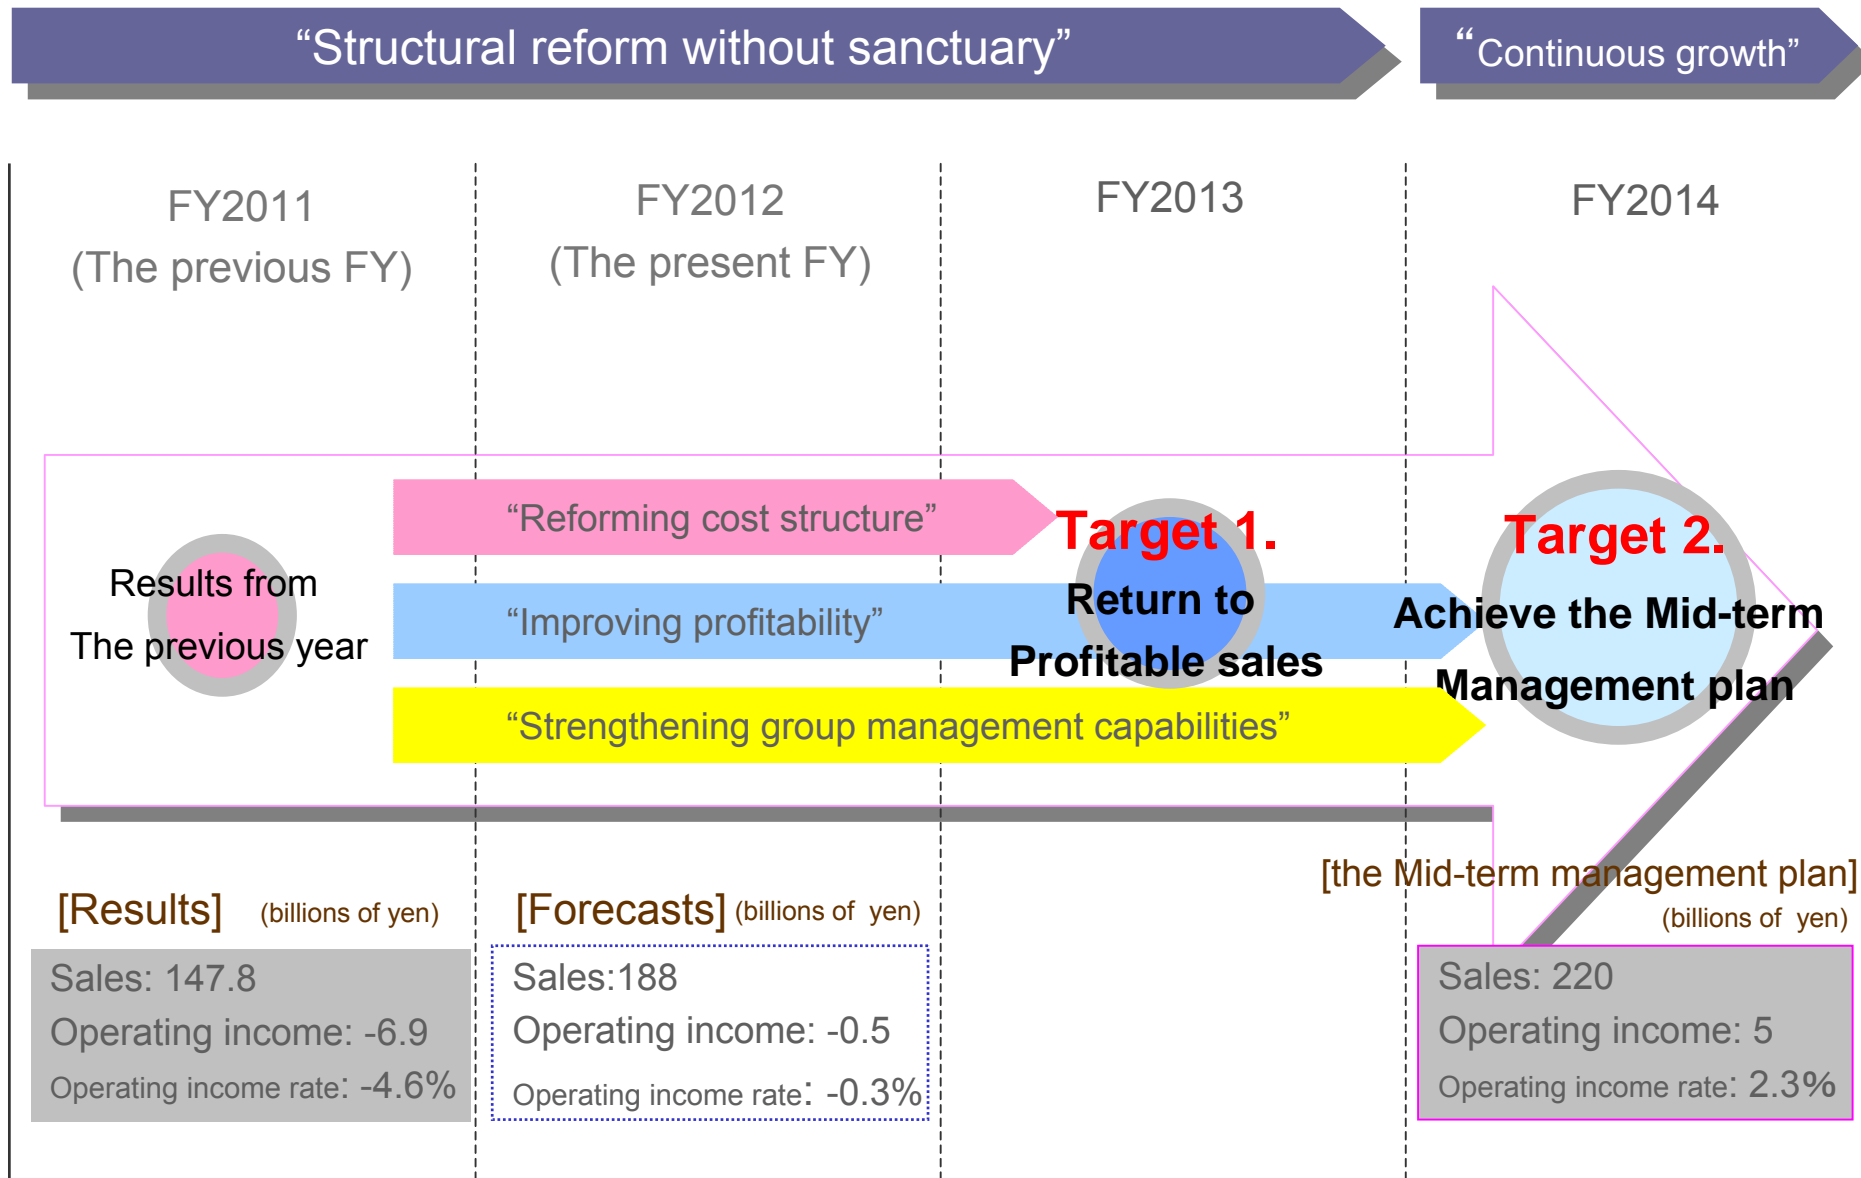 “Structural reform without sanctuary”
“Continuous growth”
FY2011
(The previous FY)
FY2012
(The present FY)
FY2013
FY2014
“Reforming cost structure”
“Improving profitability”
“Strengthening group management capabilities”
Results from
The previous year
Target 1.
Return to
Profitable sales
Target 2.
Achieve the Mid-term
Management plan
[Results] (billions of yen)
Sales: 147.8
Operating income: -6.9
Operating income rate: -4.6%
[Forecasts] (billions of yen)
Sales:188
Operating income: -0.5
Operating income rate: -0.3%
[the Mid-term management plan]
(billions of yen)
Sales: 220
Operating income: 5
Operating income rate: 2.3%